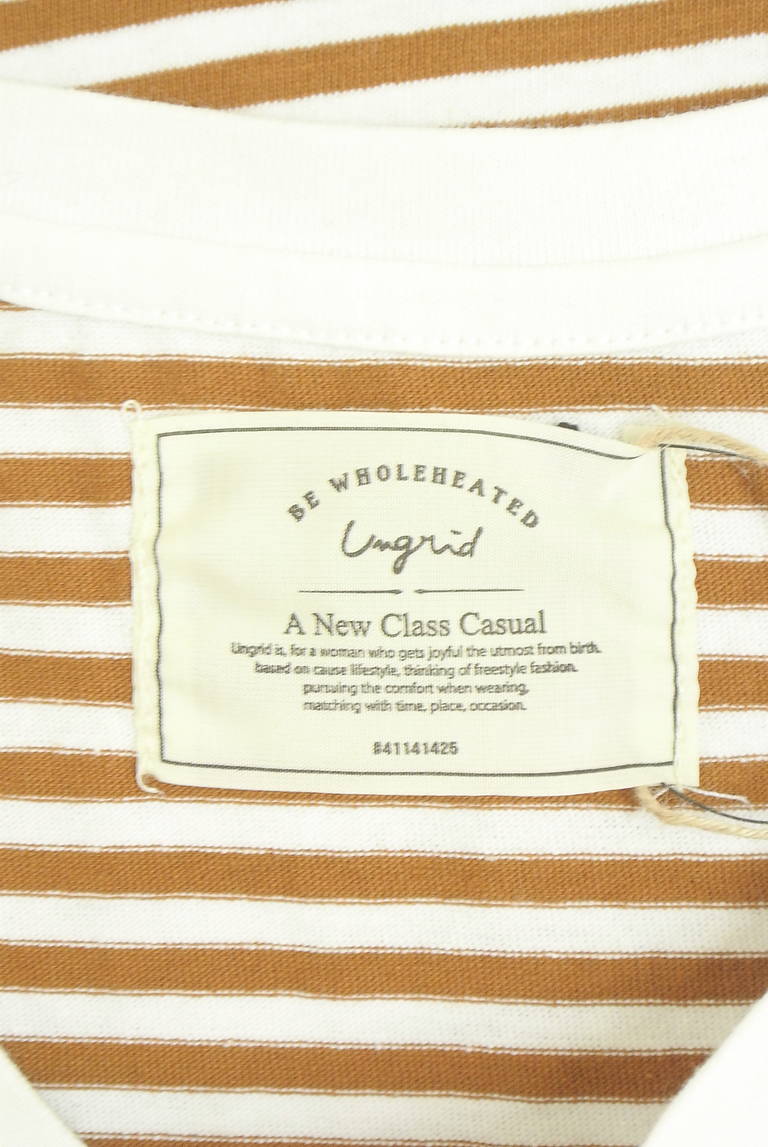 BE WHOLEHEATED
Ungrid
A New Class Casual
Ungrid is, for a woman who gets joyful the utmost from birth.
based on cause lifestyle, thinking of freestyle fashion.
pursuing the comfort when wearing,
matching with time, place, occasion.
841141425